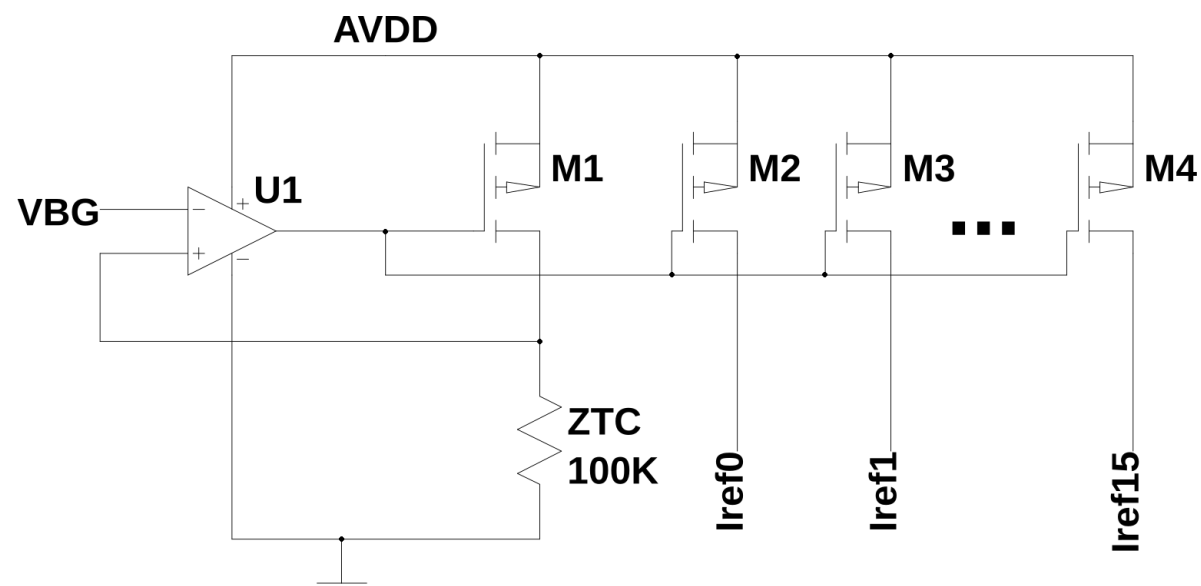 AVDD
M1
M2
M3
M4
U1
VBG
+
−
−
+
ZTC
100K
Iref0
Iref1
Iref15